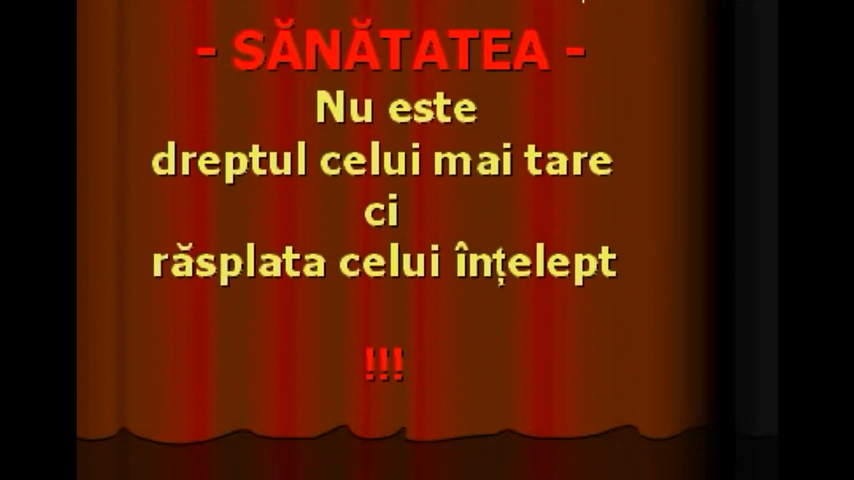 - SĂNĂTATEA -
Nu este
dreptul celui mai tare
ci
răsplata celui înțelept
!!!